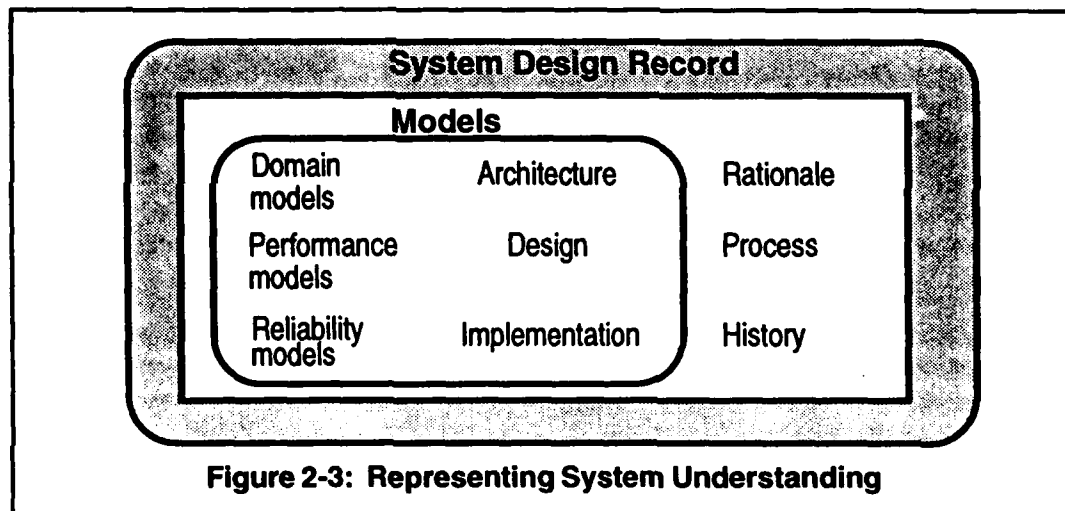 System Design Record
Models
Domain models
Architecture
Rationale
Performance models
Design
Process
Reliability models
Implementation
History
Figure 2-3: Representing System Understanding